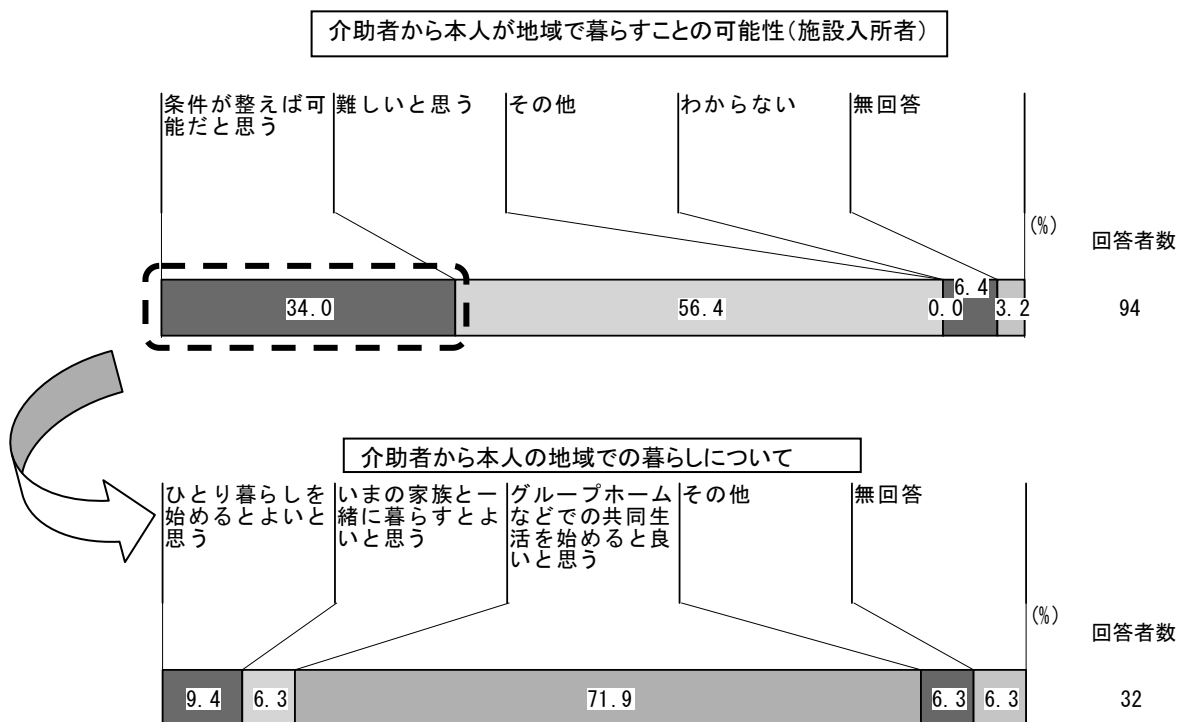 介助者から本人が地域で暮らすことの可能性(施設入所者)
条件が整えば可
能だと思う
難しいと思う
その他
わからない
無回答
(%)
回答者数
34.0
56.4
0.0
6.4
3.2
94
介助者から本人の地域での暮らしについて
ひとり暮らしを
始めるとよいと
思う
いまの家族と一
緒に暮らすとよ
いと思う
グループホーム
などでの共同生
活を始めると良
いと思う
その他
無回答
(%)
回答者数
9.4
6.3
71.9
6.3
6.3
32